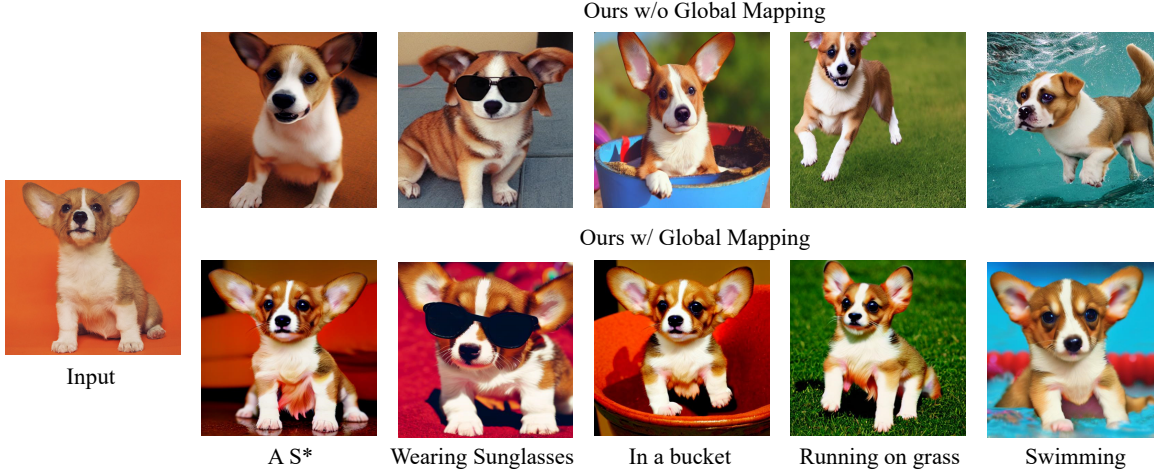 Ours w/o Global Mapping
Ours w/ Global Mapping
Input
A S*
Wearing Sunglasses
In a bucket
Running on grass
Swimming